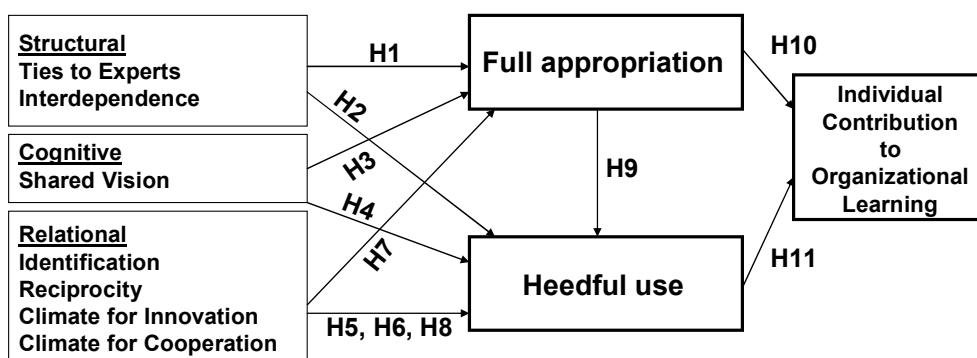 Structural
Ties to Experts
Interdependence
Cognitive
Shared Vision
Relational
Identification
Reciprocity
Climate for Innovation
Climate for Cooperation
H1
H2
H3
H4
H7
H5, H6, H8
Full appropriation
H9
Heedful use
H10
H11
Individual
Contribution
to
Organizational
Learning